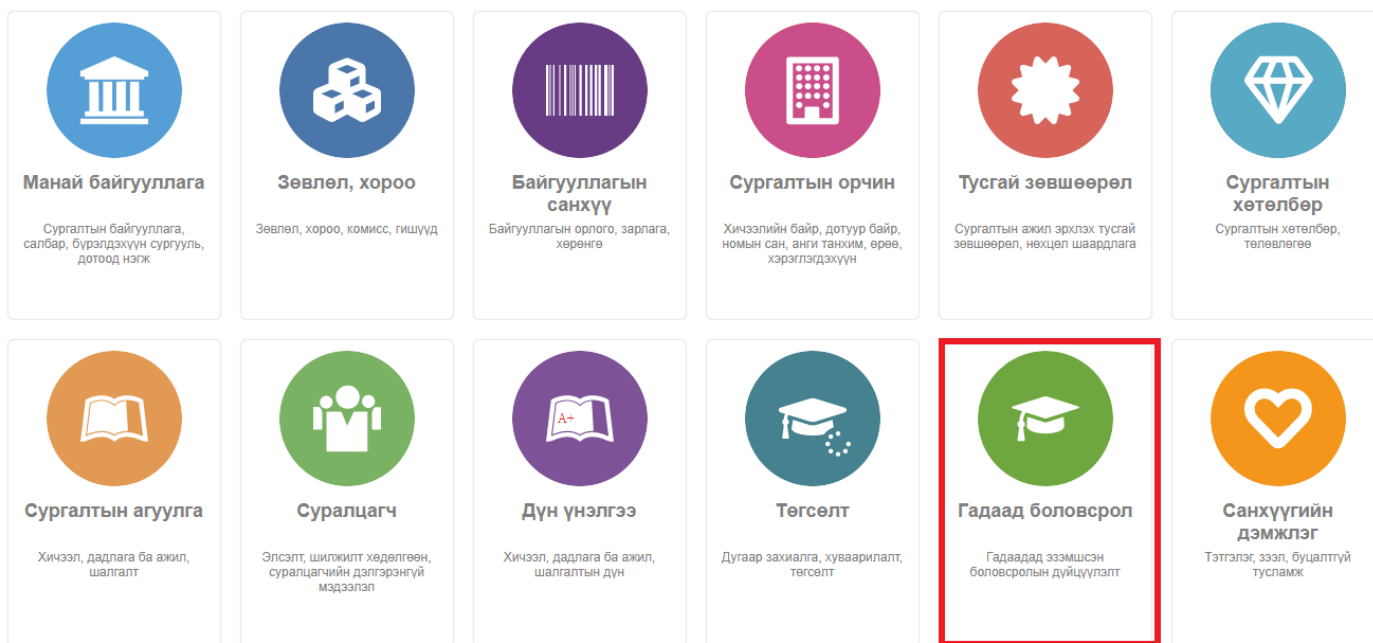 Манай байгууллага
Сургалтын байгууллага,
салбар, бүрэлдэхүүн сургууль,
дотоод нэгж
Зөвлөл, хороо
Зөвлөл, хороо, комисс, гишүүд
Байгууллагын
санхүү
Байгууллагын орлого, зарлага,
хөрөнгө
Сургалтын орчин
Хичээлийн байр, дотуур байр,
номын сан, анги танхим, өрөө,
хэрэглэгдэхүүн
Тусгай зөвшөөрөл
Сургалтын ажил эрхлэх тусгай
зөвшөөрөл, нөхцөл шаардлага
Сургалтын
хөтөлбөр
Сургалтын хөтөлбөр,
төлөвлөгөө
Сургалтын агуулга
Хичээл, дадлага ба ажил,
шалгалт
Суралцагч
Элсэлт, шилжилт хөдөлгөөн,
суралцагчийн дэлгэрэнгүй
мэдээлэл
A+
Дүн үнэлгээ
Хичээл, дадлага ба ажил,
шалгалтын дүн
Төгсөлт
Дугаар захиалга, хуваарилалт,
төгсөлт
Гадаад боловсрол
Гадаадад эзэмшсэн
боловсролын дүйцүүлэлт
Санхүүгийн
дэмжлэг
Тэтгэлэг, зээл, буцалтгүй
тусламж